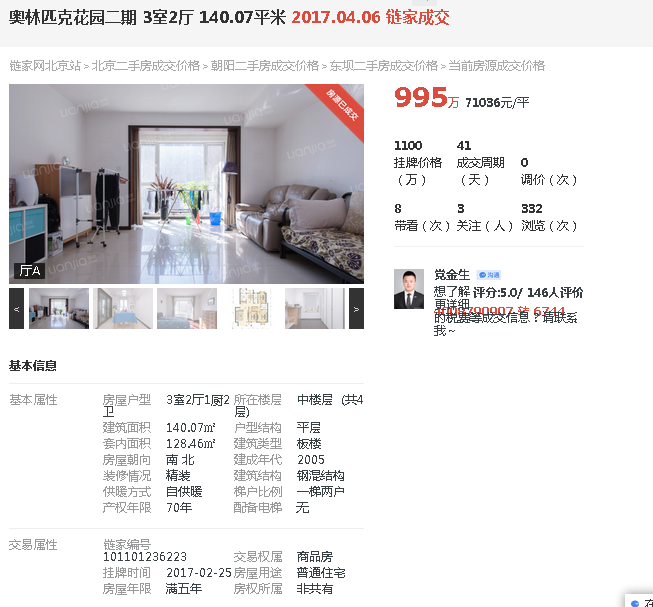 奥林匹克花园二期 3室2厅 140.07平米 2017.04.06 链家成交
链家网北京站 > 北京二手房成交价格 > 朝阳二手房成交价格 > 东坝二手房成交价格 > 当前房源成交价格
房源已成交
厅A
995万 71036元/平
1100 挂牌价格（万）
41 成交周期（天）
0 调价（次）
8 带看（次）
3 关注（人）
332 浏览（次）
党金生 沟通
评分:5.0/ 146人评价
想了解
更详细
的税费等成交信息？请联系
我~
基本信息
基本属性
房屋户型 3室2厅1厨2卫
所在楼层 中楼层 (共4层)
建筑面积 140.07㎡ 户型结构 平层
套内面积 128.46㎡ 建筑类型 板楼
房屋朝向 南 北 建成年代 2005
装修情况 精装 建筑结构 钢混结构
供暖方式 自供暖 梯户比例 一梯两户
产权年限 70年 配备电梯 无
交易属性
链家编号 101101236223 交易权属 商品房
挂牌时间 2017-02-25 房屋用途 普通住宅
房屋年限 满五年 房权所属 非共有